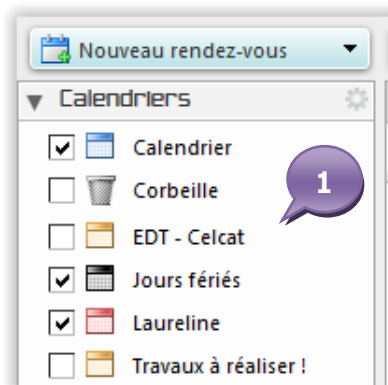 Nouveau rendez-vous
Calendriers
Calendrier
Corbeille
1
EDT - Celcat
Jours fériés
Laureline
Travaux à réaliser !